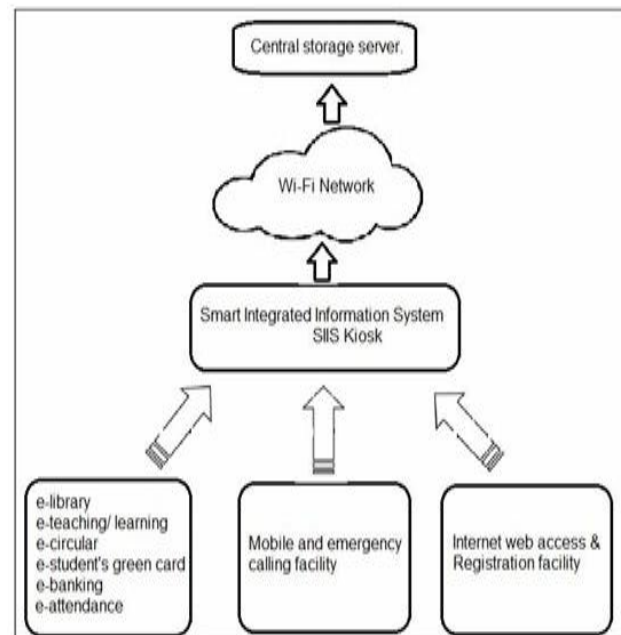 Central storage server.
Wi-Fi Network
Smart Integrated Information System
SIIS Kiosk
e-library
e-teaching/ learning
e-circular
e-student's green card
e-banking
e-attendance
Mobile and emergency
calling facility
Internet web access &
Registration facility